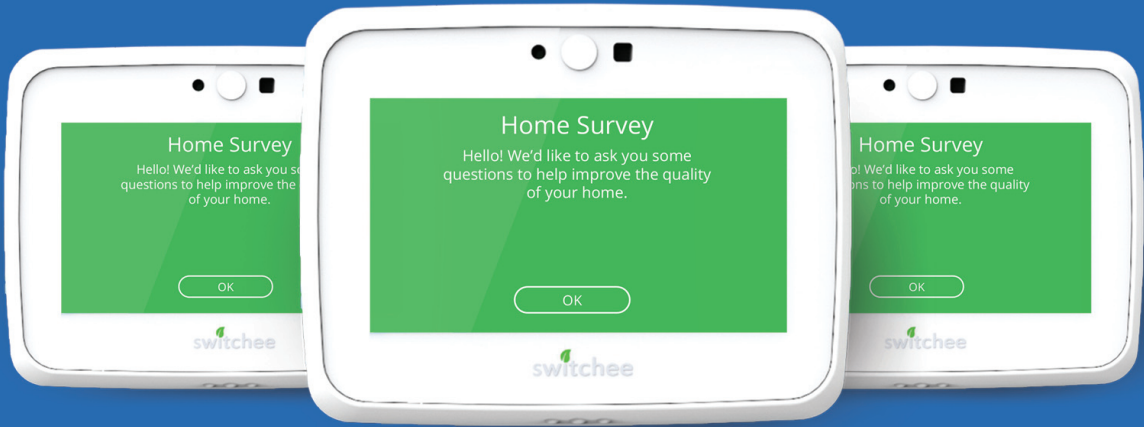 Home Survey
Hello! We'd like to ask you
questions to help improve the
of your home.
OK
switchee
Home Survey
Hello! We'd like to ask you some
questions to help improve the quality
of your home.
OK
switchee
Home Survey
We'd like to ask you some
to help improve the quality
of your home.
OK
switchee